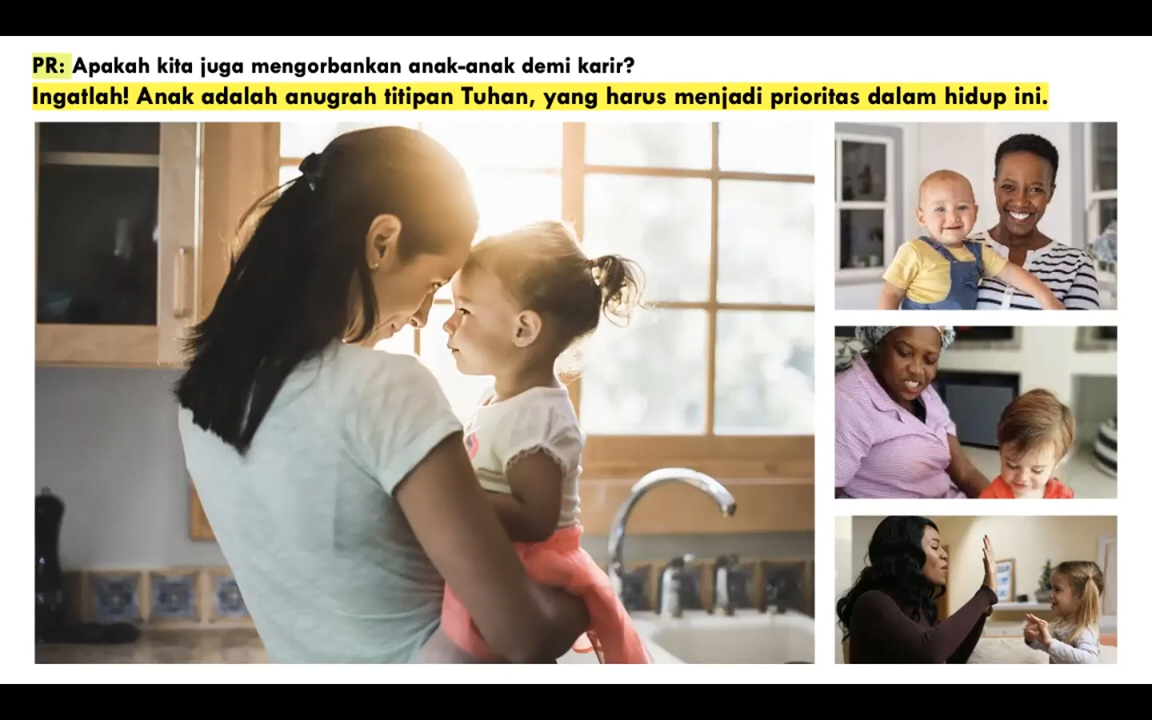 PR: Apakah kita juga mengorbankan anak-anak demi karir?
Ingatlah! Anak adalah anugrah titipan Tuhan, yang harus menjadi prioritas dalam hidup ini.